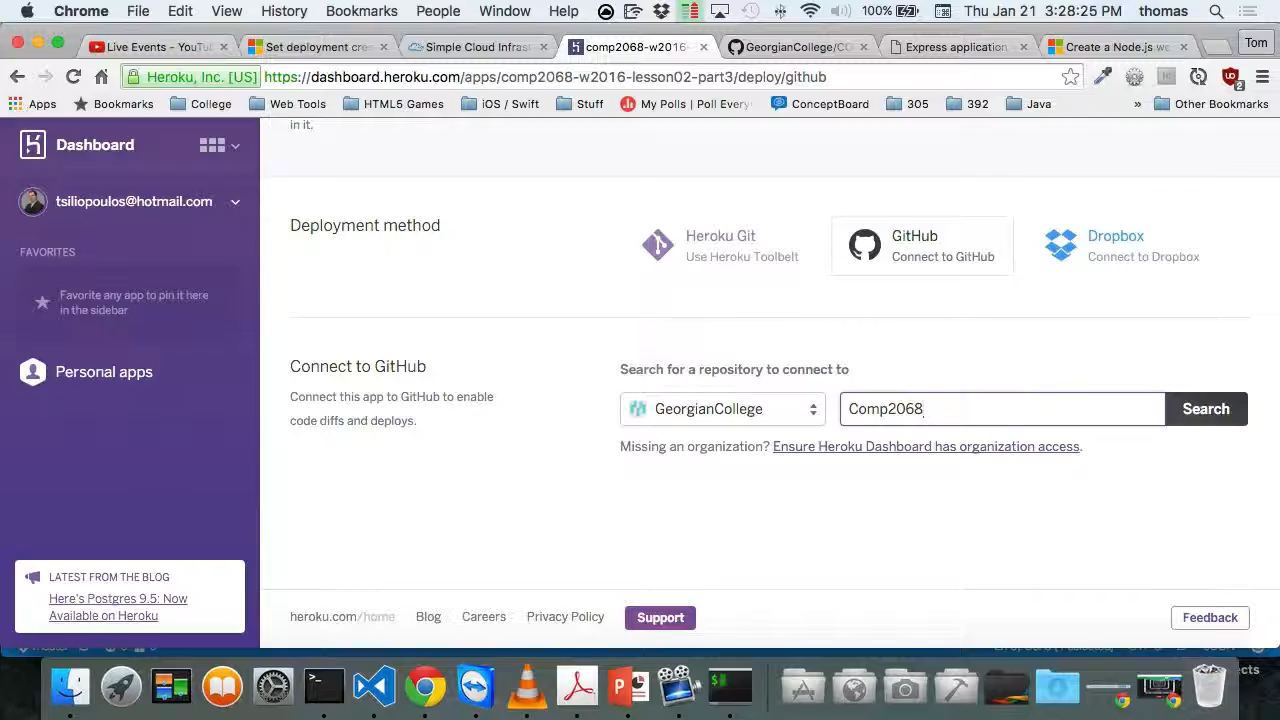 Chrome File Edit View History Bookmarks People Window Help 100% Thu Jan 21 3:28:25 PM thomas
Live Events - YouTu
Set deployment
Simple Cloud Infras
comp2068-w2016-
GeorgianCollege/CO
Express application
Create a Node.js we
Tom
Heroku, Inc. [US] https://dashboard.heroku.com/apps/comp2068-w2016-lesson02-part3/deploy/github
Apps Bookmarks College Web Tools HTML5 Games iOS / Swift Stuff My Polls | Poll Every ConceptBoard 305 392 Java » Other Bookmarks
Dashboard
in it.
tsiliopoulos@hotmail.com
FAVORITES
Favorite any app to pin it here
in the sidebar
Personal apps
Deployment method
Heroku Git
Use Heroku Toolbelt
GitHub
Connect to GitHub
Dropbox
Connect to Dropbox
Connect to GitHub
Connect this app to GitHub to enable
code diffs and deploys.
Search for a repository to connect to
GeorgianCollege Comp2068 Search
Missing an organization? Ensure Heroku Dashboard has organization access.
LATEST FROM THE BLOG
Here's Postgres 9.5: Now
Available on Heroku
heroku.com/home Blog Careers Privacy Policy Support Feedback